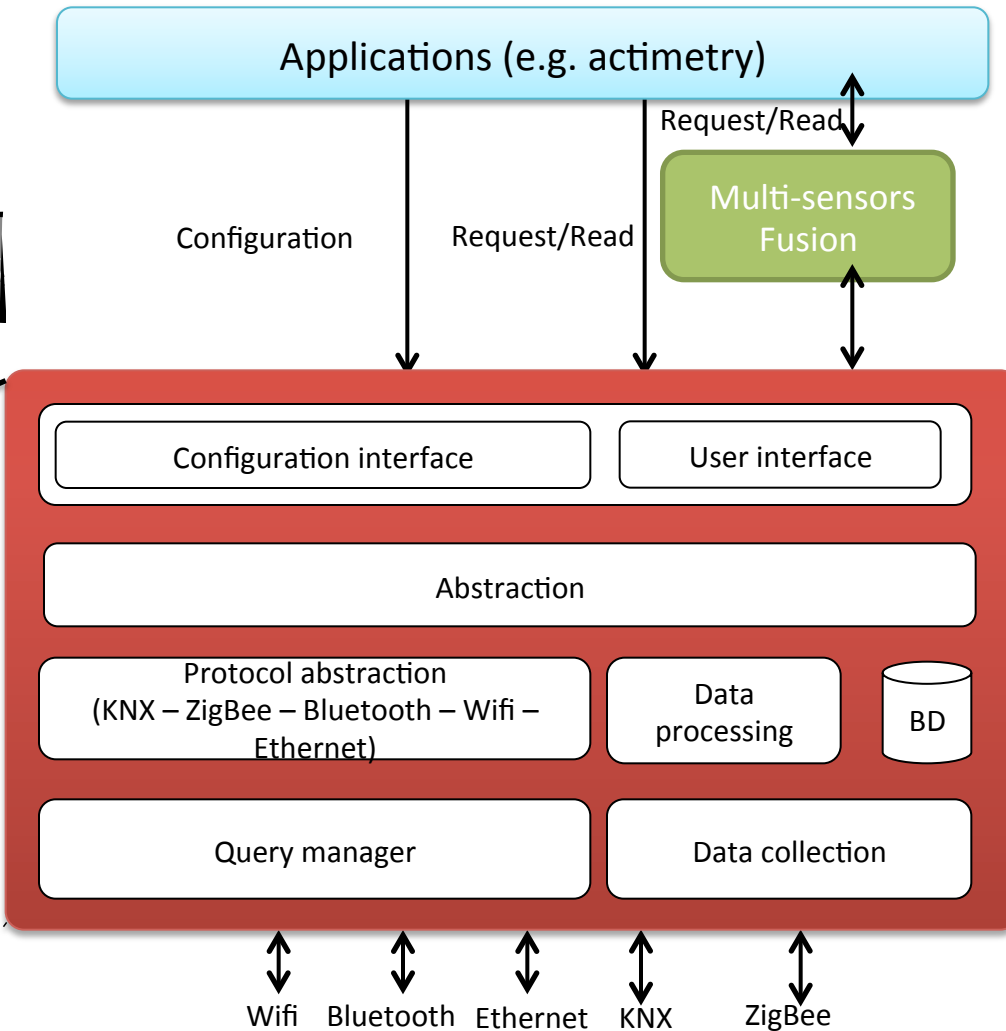 Applications (e.g. actimetry)
Request/Read
Multi-sensors
Fusion
Configuration
Request/Read
Configuration interface
User interface
Abstraction
Protocol abstraction
(KNX – ZigBee – Bluetooth – Wifi –
Ethernet)
Data
processing
BD
Query manager
Data collection
Wifi
Bluetooth
Ethernet
KNX
ZigBee